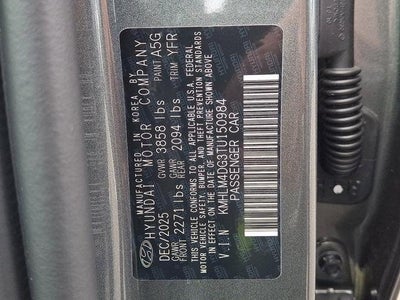 MANUFACTURED IN KOREA BY
HYUNDAI MOTOR COMPANY
PAINT A5G
DEC/2025 GVWR 3858 lbs TRIM YFR
GAWR FRONT 2271 lbs GAWR REAR 2094 lbs
THIS VEHICLE CONFORMS TO ALL APPLICABLE U.S.A. FEDERAL
SAFETY, BUMPER, AND THEFT PREVENTION STANDARDS
IN EFFECT ON THE DATE OF MANUFACTURE SHOWN ABOVE.
V.I.N KMHLM4DG3TU150984
PASSENGER CAR